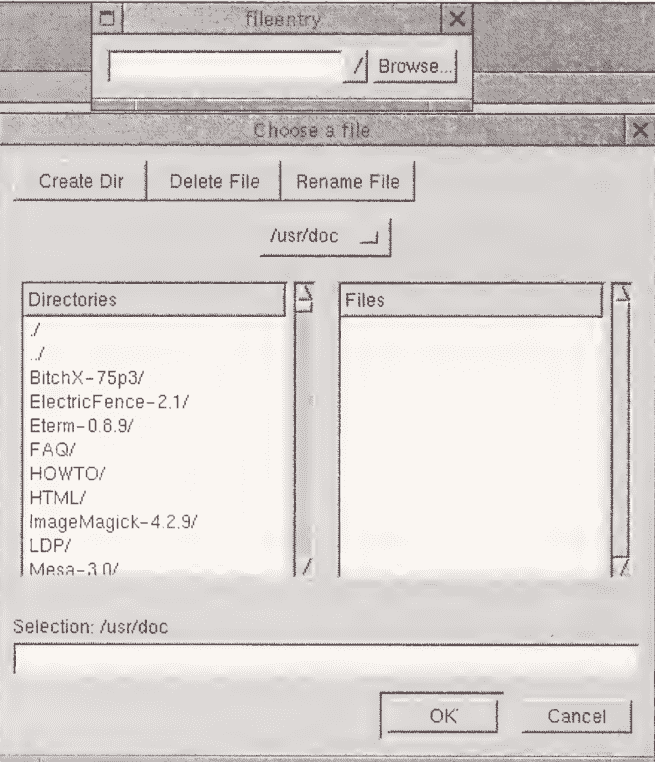 fileentry
Browse...
Choose a file
Create Dir
Delete File
Rename File
/usr/doc
Directories
Files
./
../
BitchX-75p3/
ElectricFence-2.1/
Eterm-0.8.9/
FAQ/
HOWTO/
HTML/
ImageMagick-4.2.9/
LDP/
Mesa-3.0/
Selection: /usr/doc
OK
Cancel